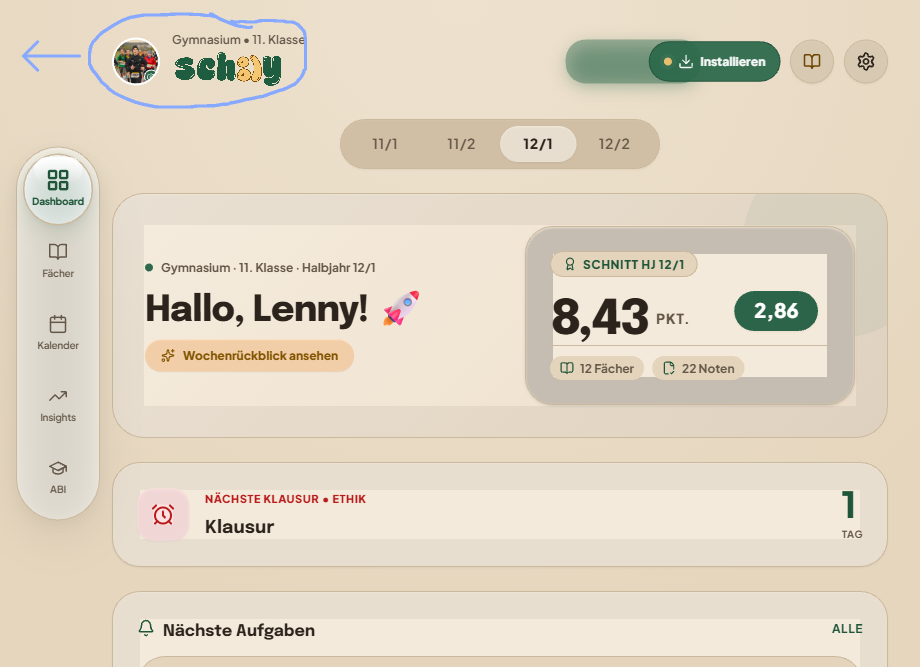 Gymnasium • 11. Klasse
schooly
Installieren
11/1 11/2 12/1 12/2
Dashboard
Fächer
Kalender
Insights
ABI
Gymnasium · 11. Klasse · Halbjahr 12/1
Hallo, Lenny! 🚀
Wochenrückblick ansehen
SCHNITT HJ 12/1
8,43 PKT. 2,86
12 Fächer 22 Noten
NÄCHSTE KLAUSUR • ETHIK
Klausur
1
TAG
Nächste Aufgaben ALLE